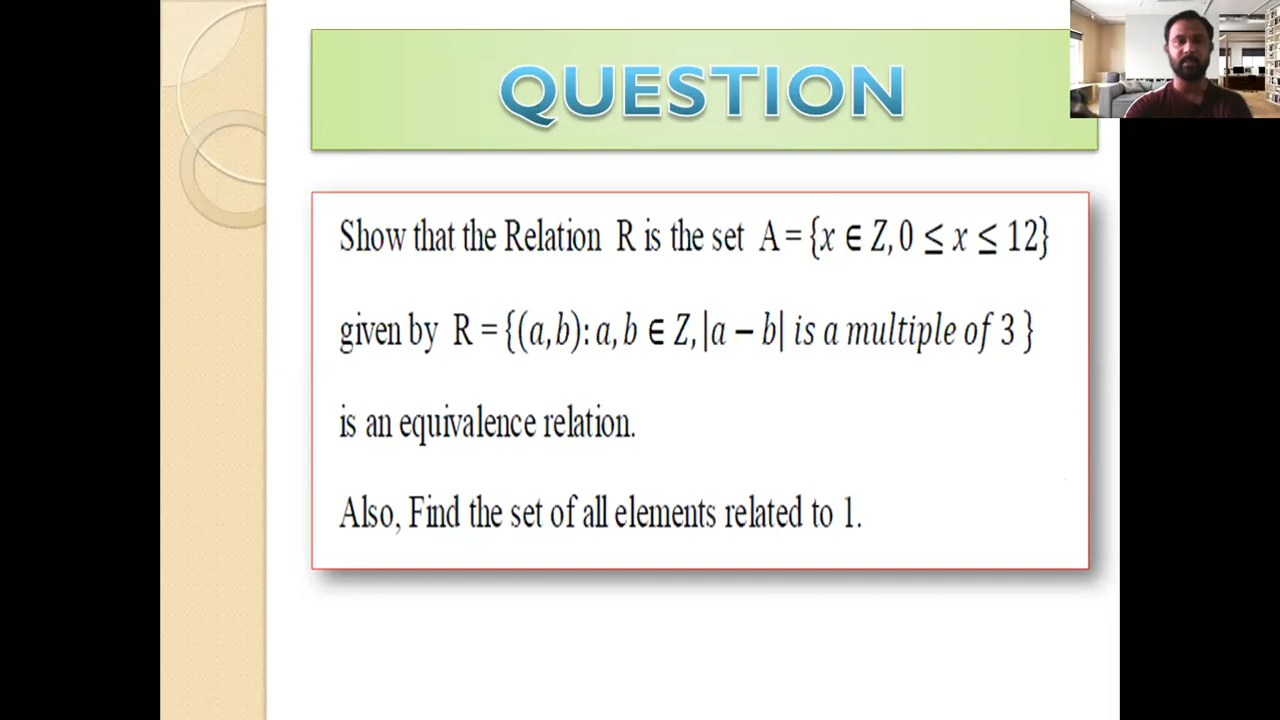 QUESTION
Show that the Relation R is the set A = {x ∈ Z, 0 ≤ x ≤ 12}
given by R = {(a, b): a, b ∈ Z, |a − b| is a multiple of 3 }
is an equivalence relation.
Also, Find the set of all elements related to 1.